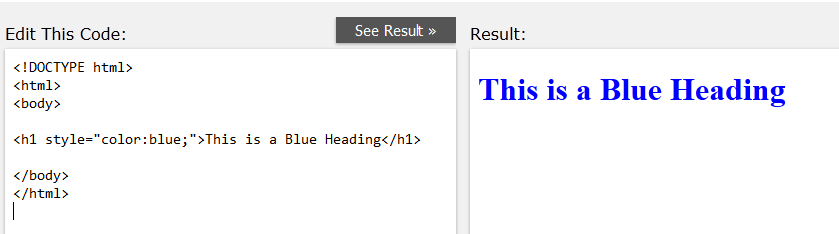 Edit This Code:
See Result »
Result:
<!DOCTYPE html>
<html>
<body>
<h1 style="color:blue;">This is a Blue Heading</h1>
</body>
</html>
This is a Blue Heading